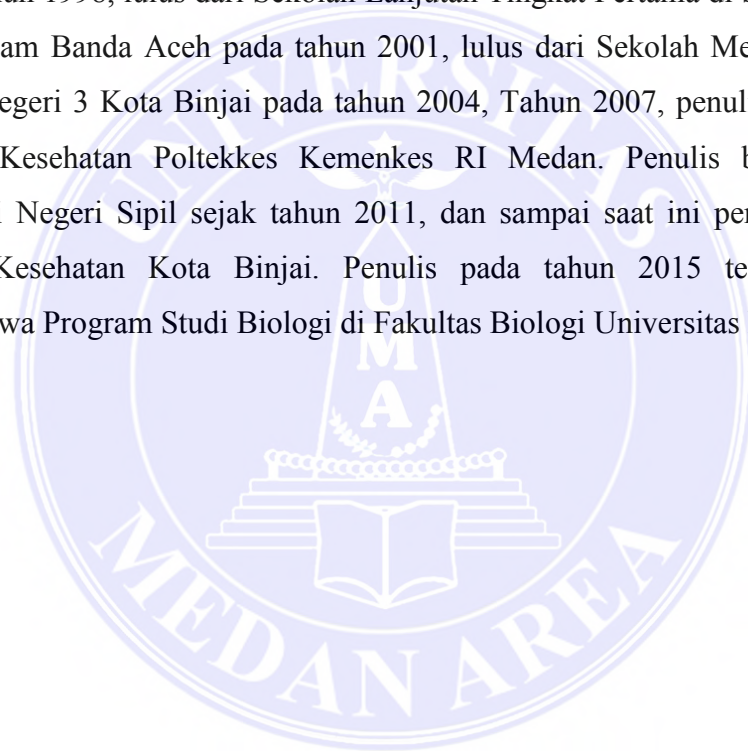 1998, lulus dari Sekolah Lanjutan Tingkat Pertama di
am Banda Aceh pada tahun 2001, lulus dari Sekolah Me
egeri 3 Kota Binjai pada tahun 2004, Tahun 2007, penul
Kesehatan Poltekkes Kemenkes RI Medan. Penulis b
Negeri Sipil sejak tahun 2011, dan sampai saat ini pen
Kesehatan Kota Binjai. Penulis pada tahun 2015 te
wa Program Studi Biologi di Fakultas Biologi Universitas
UNIVERSITAS
U
M
A
MEDAN AREA